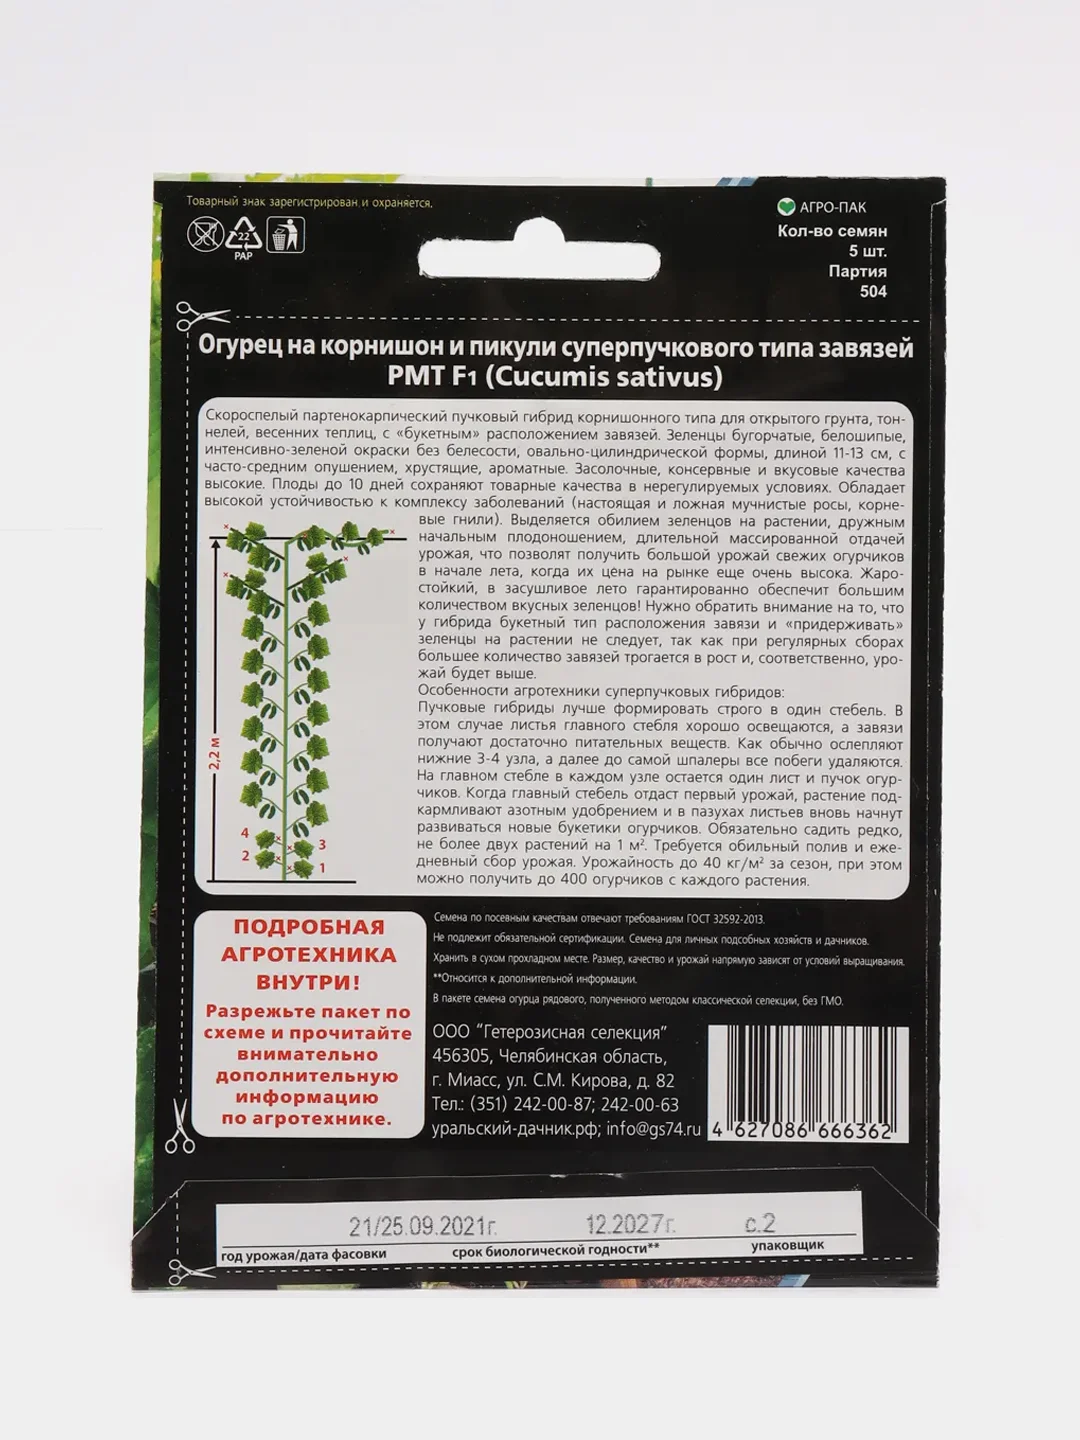 Товарный знак зарегистрирован и охраняется.
22
PAP
АГРО-ПАК
Кол-во семян
5 шт.
Партия
504
Огурец на корнишон и пикули суперпучкового типа завязей
РМТ F1 (Cucumis sativus)
Скороспелый партенокарпический пучковый гибрид корнишонного типа для открытого грунта, тон-
нелей, весенних теплиц, с «букетным» расположением завязей. Зеленцы бугорчатые, белошипые,
интенсивно-зеленой окраски без белесости, овально-цилиндрической формы, длиной 11-13 см, с
часто-средним опушением, хрустящие, ароматные. Засолочные, консервные и вкусовые качества
высокие. Плоды до 10 дней сохраняют товарные качества в нерегулируемых условиях. Обладает
высокой устойчивостью к комплексу заболеваний (настоящая и ложная мучнистые росы, корне-
вые гнили). Выделяется обилием зеленцов на растении, дружным
начальным плодоношением, длительной массированной отдачей
урожая, что позволят получить большой урожай свежих огурчиков
в начале лета, когда их цена на рынке еще очень высока. Жаро-
стойкий, в засушливое лето гарантированно обеспечит большим
количеством вкусных зеленцов! Нужно обратить внимание на то, что
у гибрида букетный тип расположения завязи и «придерживать»
зеленцы на растении не следует, так как при регулярных сборах
большее количество завязей трогается в рост и, соответственно, уро-
жай будет выше.
Особенности агротехники суперпучковых гибридов:
Пучковые гибриды лучше формировать строго в один стебель. В
этом случае листья главного стебля хорошо освещаются, а завязи
получают достаточно питательных веществ. Как обычно ослепляют
нижние 3-4 узла, а далее до самой шпалеры все побеги удаляются.
На главном стебле в каждом узле остается один лист и пучок огур-
чиков. Когда главный стебель отдаст первый урожай, растение под-
кармливают азотным удобрением и в пазухах листьев вновь начнут
развиваться новые букетики огурчиков. Обязательно садить редко,
не более двух растений на 1 м². Требуется обильный полив и еже-
дневный сбор урожая. Урожайность до 40 кг/м² за сезон, при этом
можно получить до 400 огурчиков с каждого растения.
2,2 м
4
3
2
1
ПОДРОБНАЯ
АГРОТЕХНИКА
ВНУТРИ!
Разрежьте пакет по
схеме и прочитайте
внимательно
дополнительную
информацию
по агротехнике.
Семена по посевным качествам отвечают требованиям ГОСТ 32592-2013.
Не подлежит обязательной сертификации. Семена для личных подсобных хозяйств и дачников.
Хранить в сухом прохладном месте. Размер, качество и урожай напрямую зависят от условий выращивания.
**Относится к дополнительной информации.
В пакете семена огурца рядового, полученного методом классической селекции, без ГМО.
ООО "Гетерозисная селекция"
456305, Челябинская область,
г. Миасс, ул. С.М. Кирова, д. 82
Тел.: (351) 242-00-87; 242-00-63
уральский-дачник.рф; info@gs74.ru
4 627086 666362
21/25.09.2021г.
12.2027г.
с.2
год урожая/дата фасовки
срок биологической годности**
упаковщик